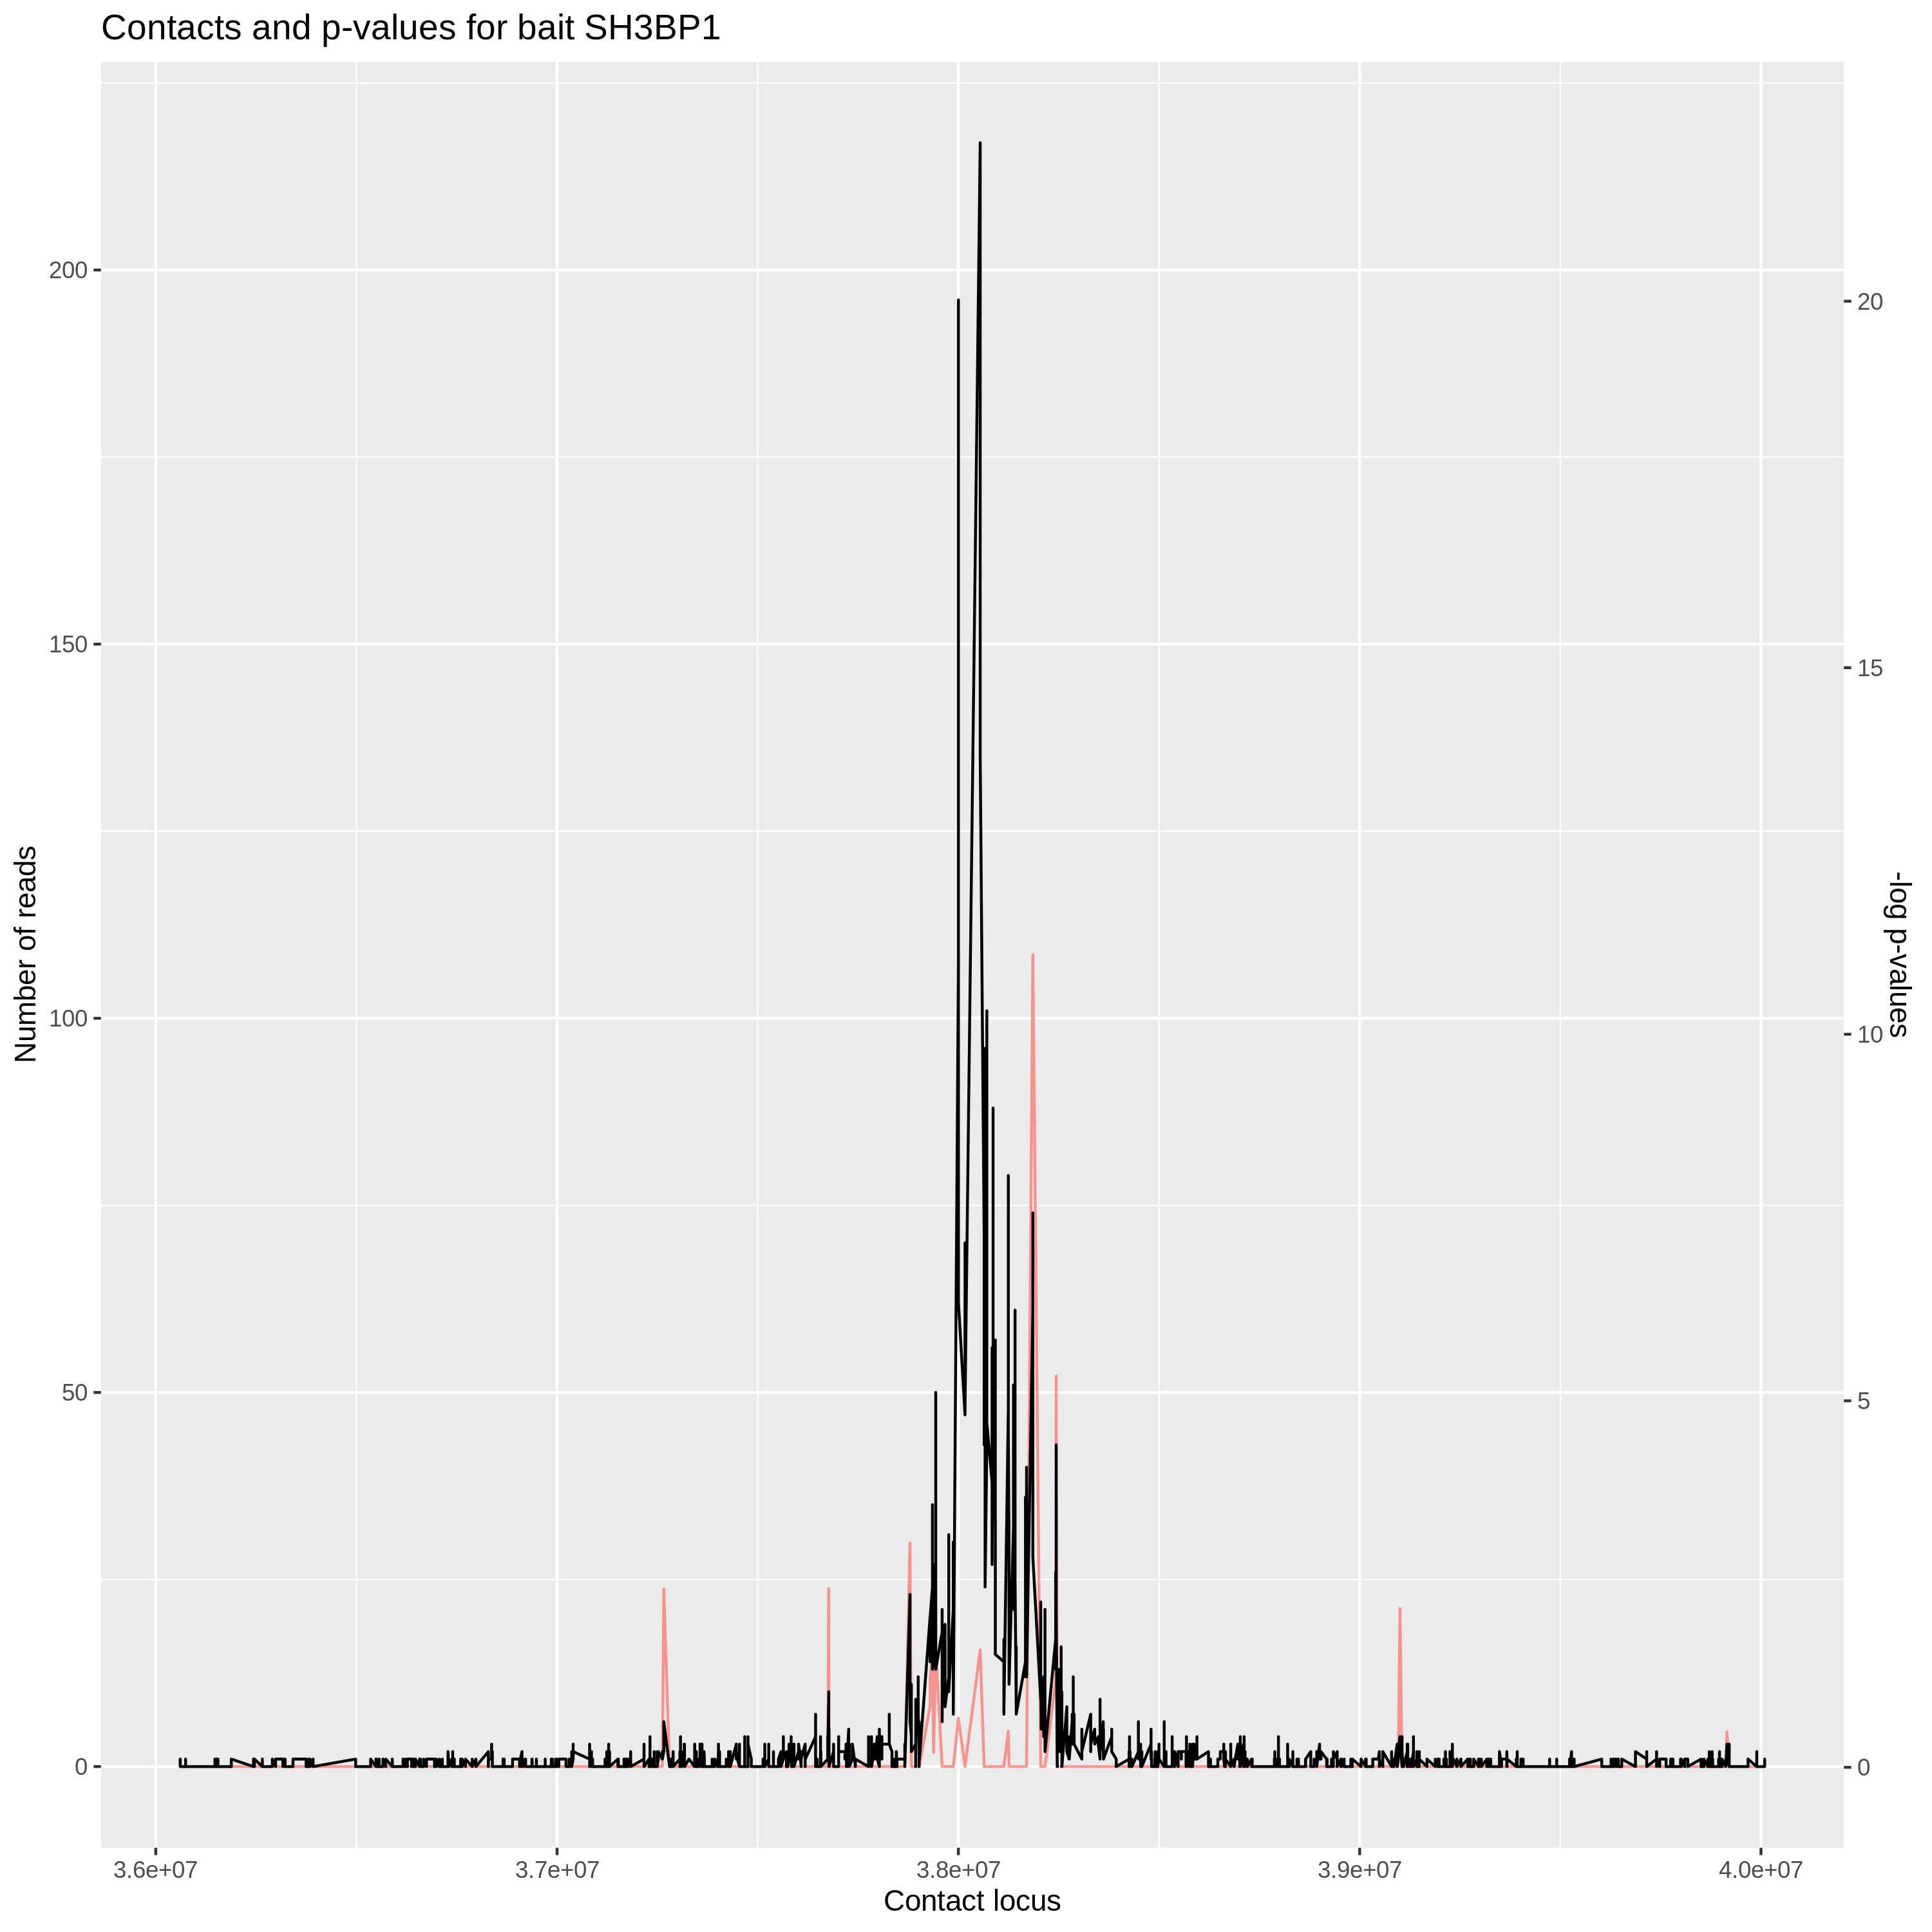 Contacts and p-values for bait SH3BP1
Number of reads
200
150
100
50
0
20
15
10
5
0
-log p-values
3.6e+07 3.7e+07 3.8e+07 3.9e+07 4.0e+07
Contact locus